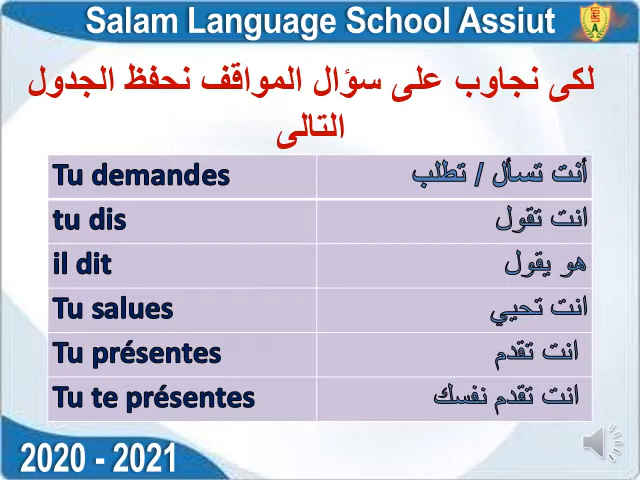 Salam Language School Assiut
لكى نجاوب على سؤال المواقف نحفظ الجدول
التالى
Tu demandes أنت تسأل / تطلب
tu dis انت تقول
il dit هو يقول
Tu salues انت تحيي
Tu présentes انت تقدم
Tu te présentes انت تقدم نفسك
2020 - 2021